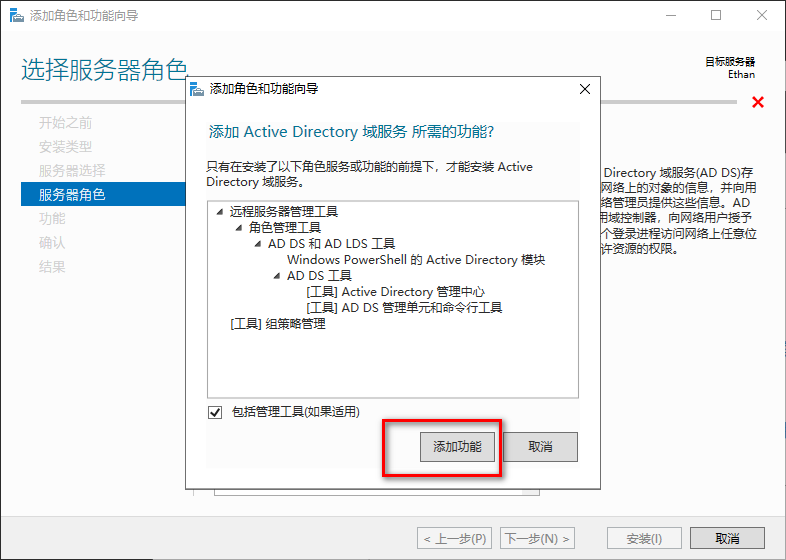 添加角色和功能向导
选择服务器角色
目标服务器
Ethan
开始之前
安装类型
服务器选择
服务器角色
功能
确认
结果
添加角色和功能向导
添加 Active Directory 域服务 所需的功能?
只有在安装了以下角色服务或功能的前提下，才能安装 Active
Directory 域服务。
远程服务器管理工具
角色管理工具
AD DS 和 AD LDS 工具
Windows PowerShell 的 Active Directory 模块
AD DS 工具
[工具] Active Directory 管理中心
[工具] AD DS 管理单元和命令行工具
[工具] 组策略管理
包括管理工具(如果适用)
添加功能
取消
Directory 域服务(AD DS)存
网络上的对象的信息，并向用
络管理员提供这些信息。AD
用域控制器，向网络用户授予
个登录进程访问网络上任意位
许资源的权限。
< 上一步(P)
下一步(N) >
安装(I)
取消